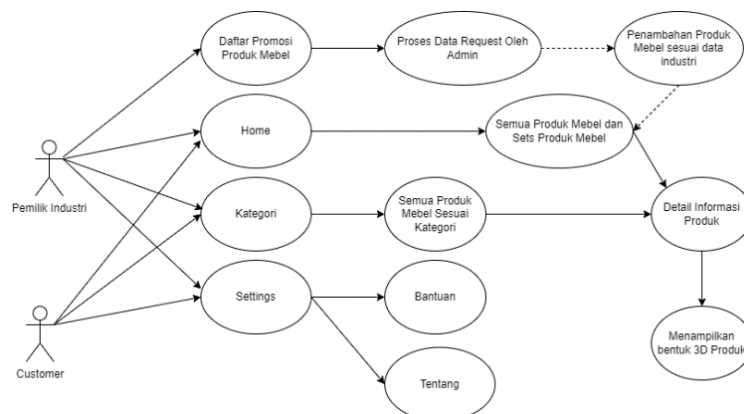 Daftar Promosi
Produk Mebel
Proses Data Request Oleh
Admin
Penambahan Produk
Mebel sesuai data
industri
Home
Semua Produk Mebel dan
Sets Produk Mebel
Pemilik Industri
Kategori
Semua Produk
Mebel Sesuai
Kategori
Detail Informasi
Produk
Settings
Bantuan
Customer
Menampilkan
bentuk 3D Produk
Tentang